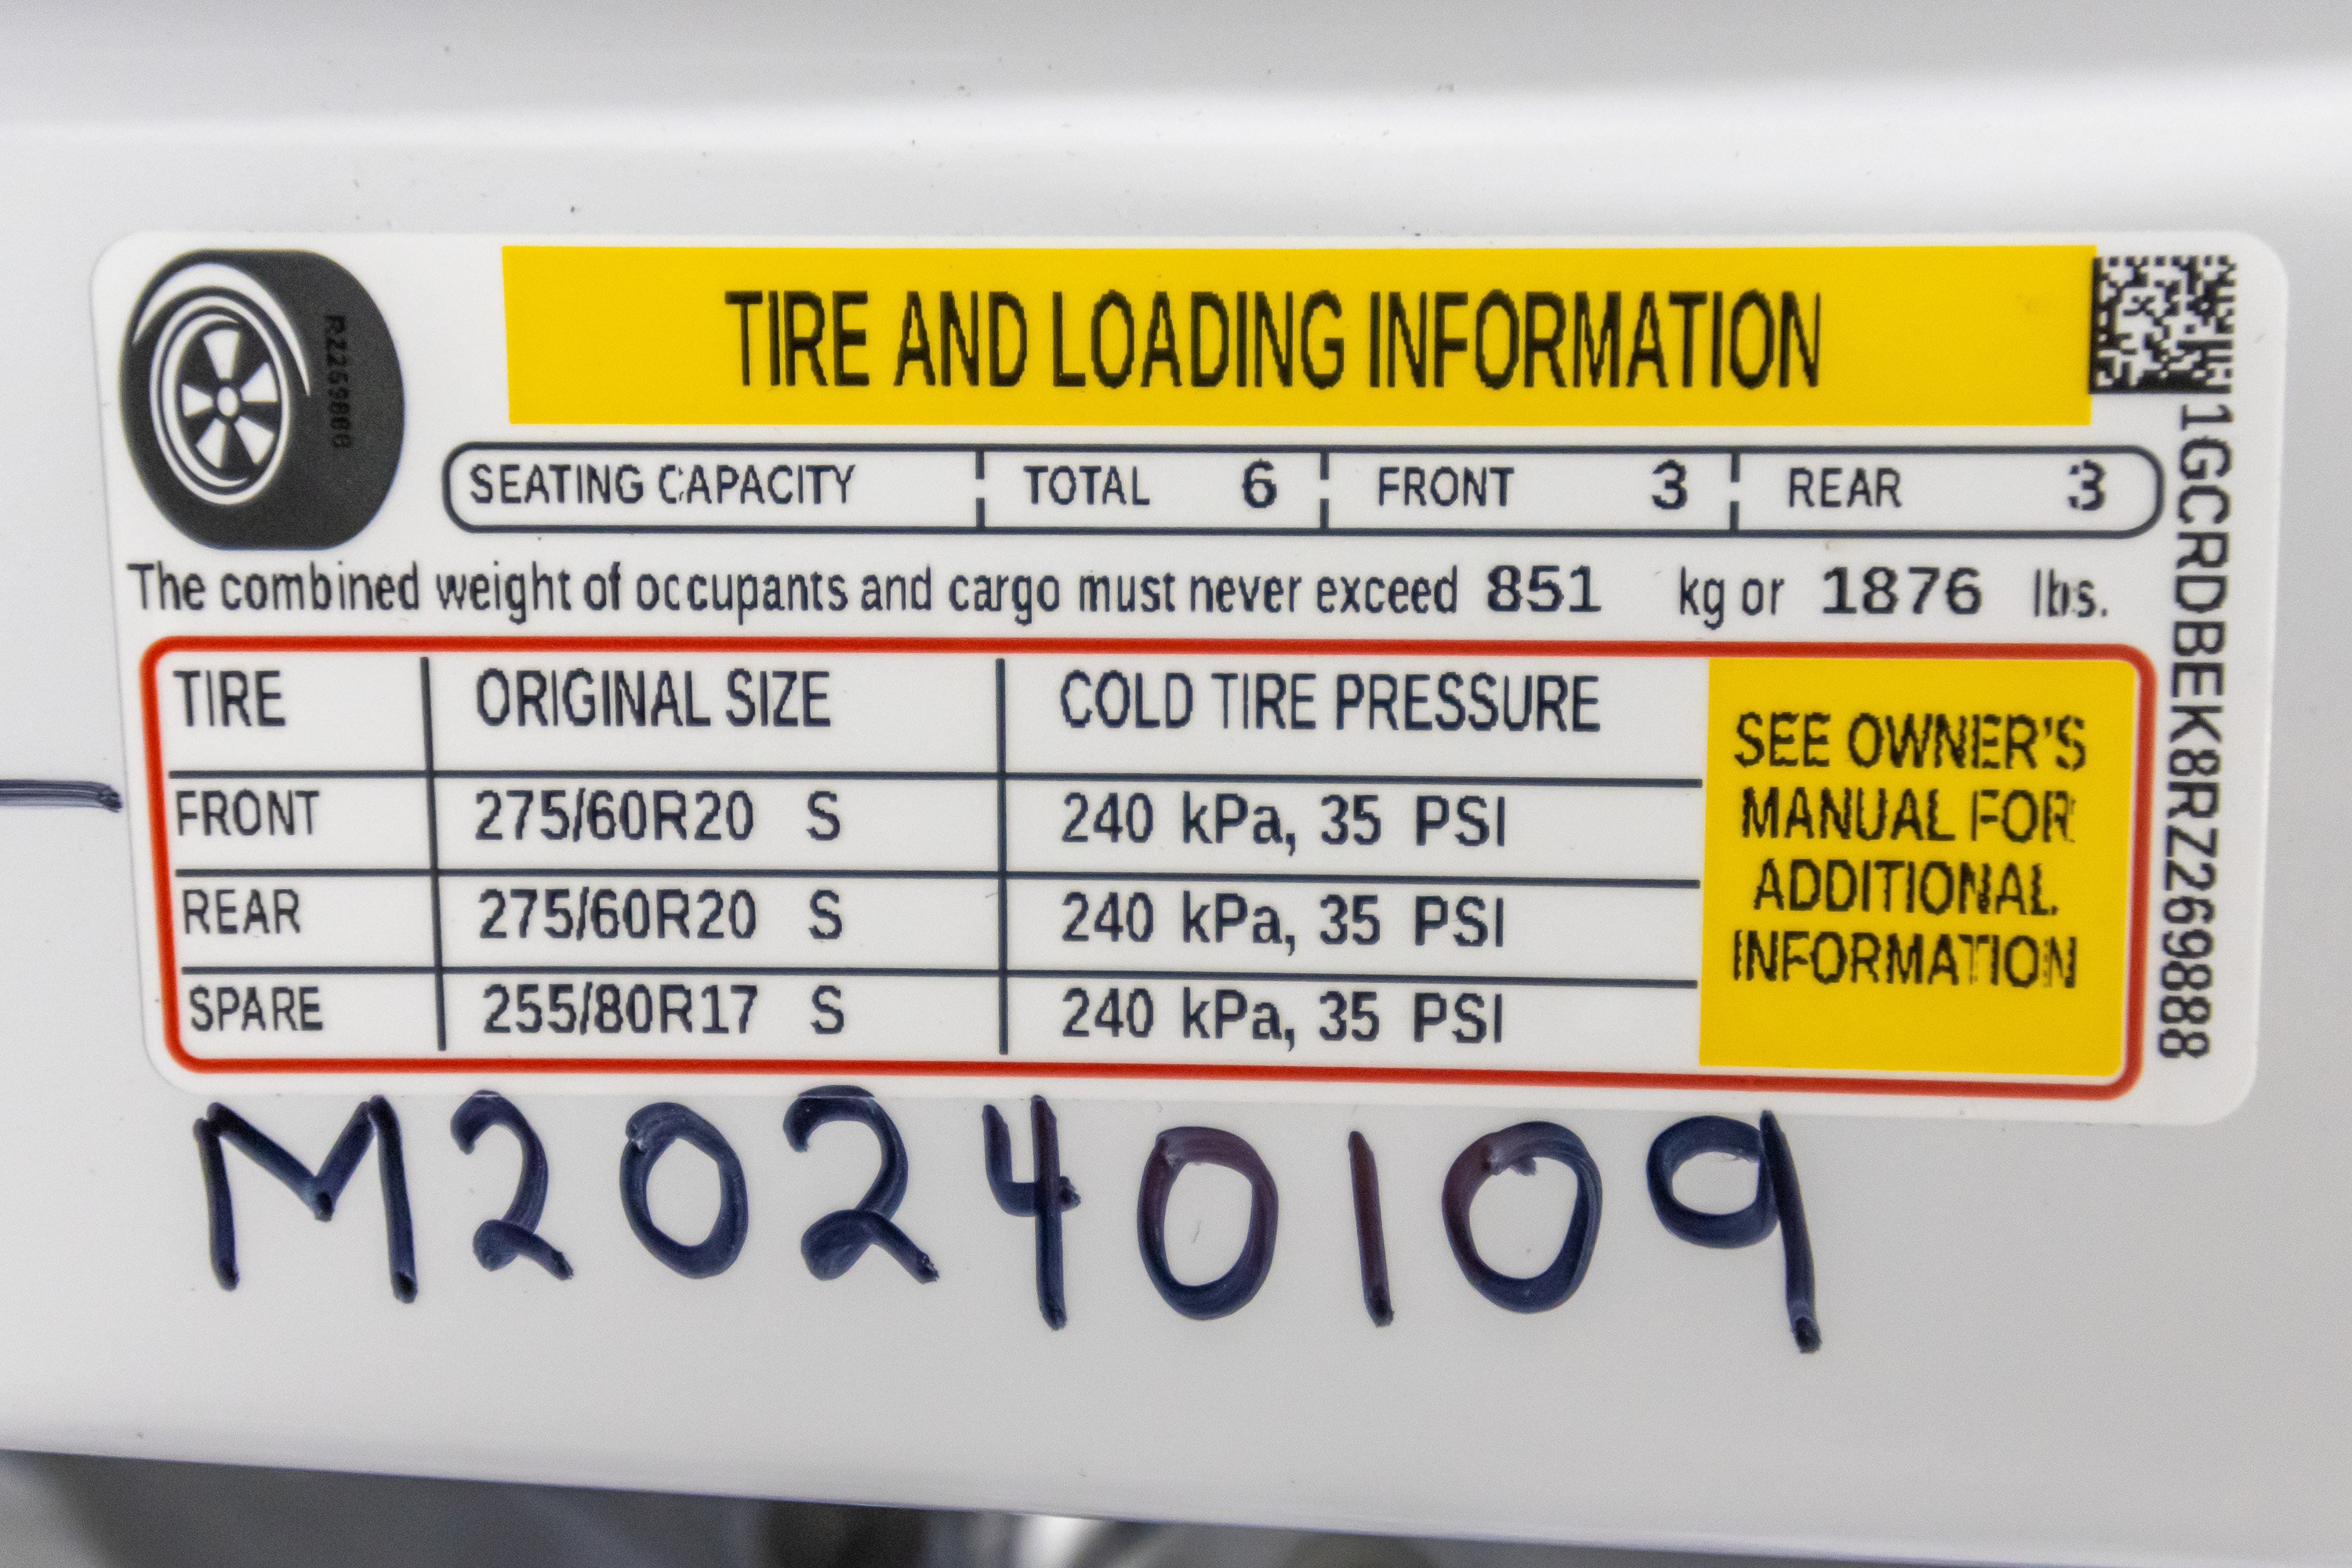 TIRE AND LOADING INFORMATION
SEATING CAPACITY TOTAL 6 FRONT 3 REAR 3
The combined weight of occupants and cargo must never exceed 851 kg or 1876 lbs.
TIRE ORIGINAL SIZE COLD TIRE PRESSURE
FRONT 275/60R20 S 240 kPa, 35 PSI
REAR 275/60R20 S 240 kPa, 35 PSI
SPARE 255/80R17 S 240 kPa, 35 PSI
SEE OWNER'S
MANUAL FOR
ADDITIONAL
INFORMATION
1GCRDBEK8RZ269888
M20240109